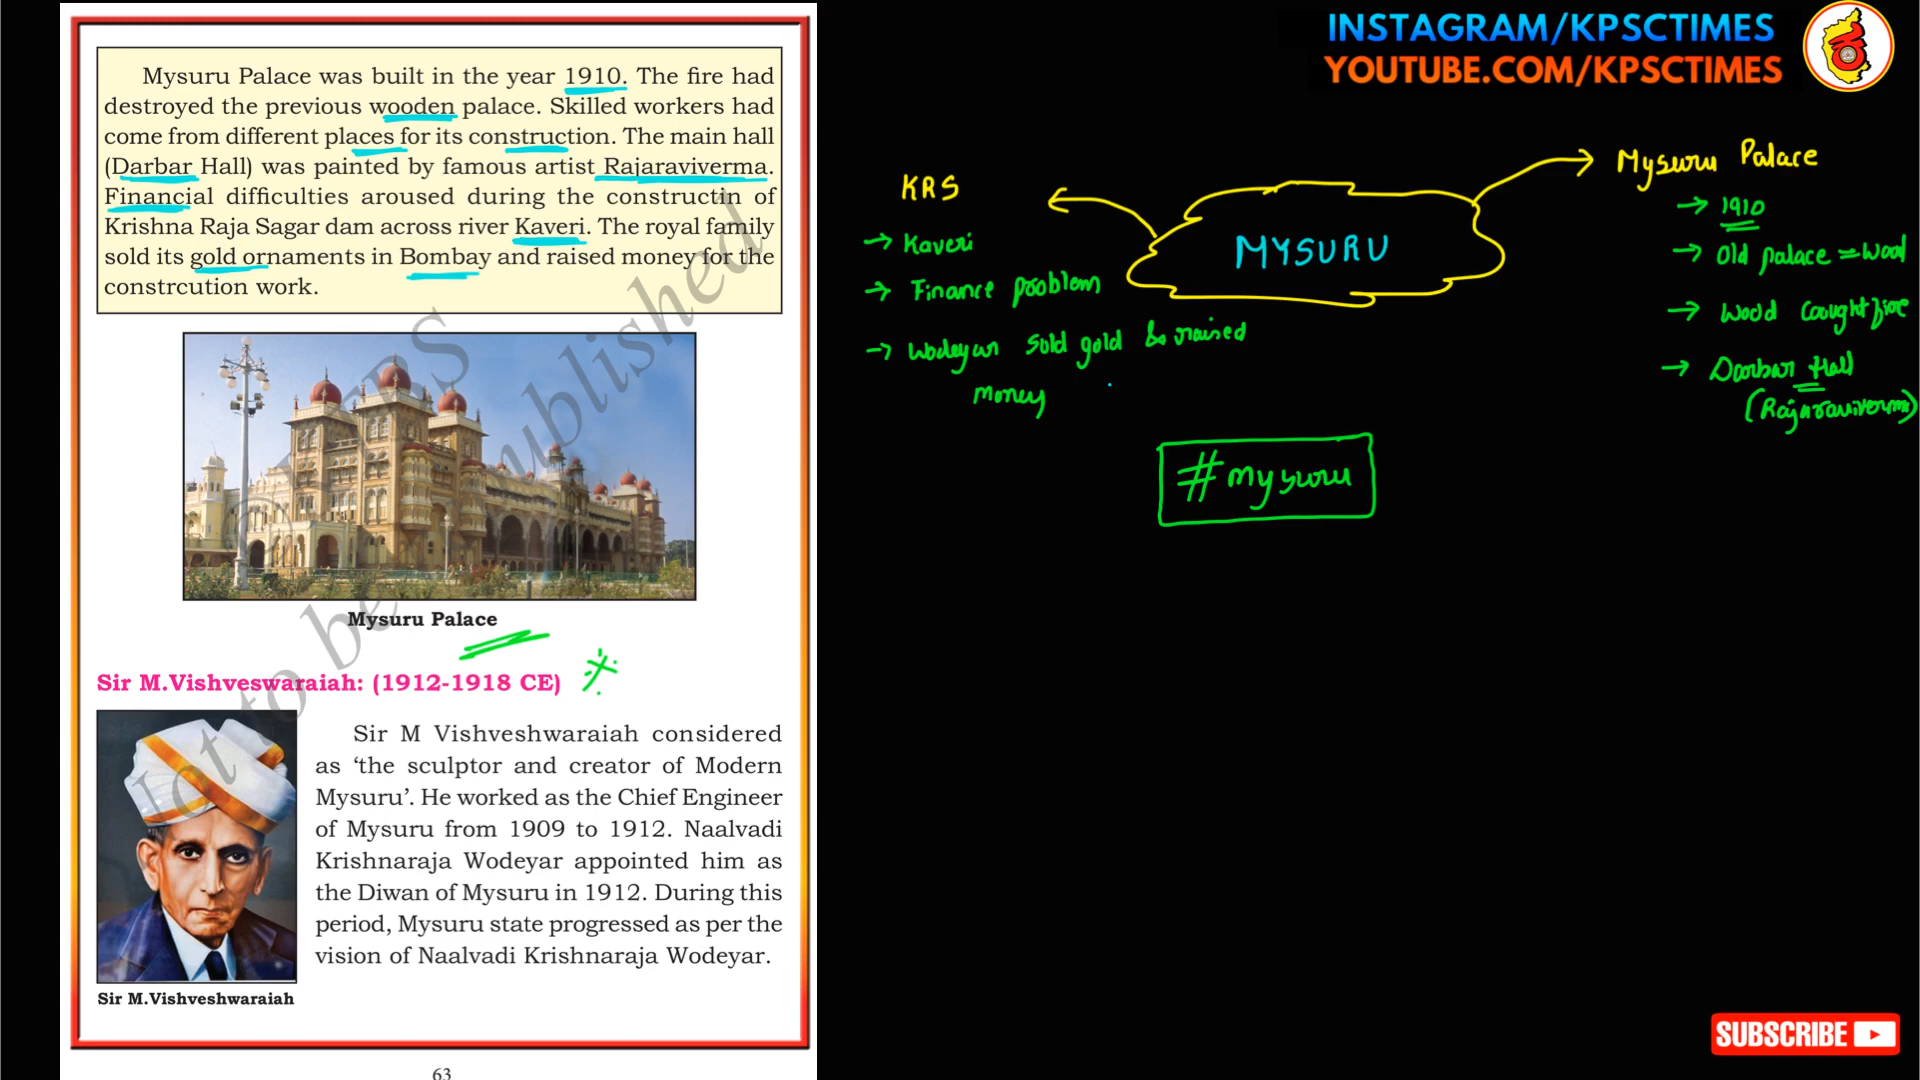 Mysuru Palace was built in the year 1910. The fire had
destroyed the previous wooden palace. Skilled workers had
come from different places for its construction. The main hall
(Darbar Hall) was painted by famous artist Rajaraviverma.
Financial difficulties aroused during the constructin of
Krishna Raja Sagar dam across river Kaveri. The royal family
sold its gold ornaments in Bombay and raised money for the
constrcution work.
Mysuru Palace
Sir M.Vishveswaraiah: (1912-1918 CE)
Sir M Vishveshwaraiah considered
as ‘the sculptor and creator of Modern
Mysuru’. He worked as the Chief Engineer
of Mysuru from 1909 to 1912. Naalvadi
Krishnaraja Wodeyar appointed him as
the Diwan of Mysuru in 1912. During this
period, Mysuru state progressed as per the
vision of Naalvadi Krishnaraja Wodeyar.
Sir M.Vishveshwaraiah
63
INSTAGRAM/KPSCTIMES
YOUTUBE.COM/KPSCTIMES
MYSURU
KRS
→ Kaveri
→ Finance problem
→ Wodeyar sold gold & raised
money
Mysuru Palace
→ 1910
→ Old palace = Wood
→ Wood caught fire
→ Darbar Hall
(Rajaraviverma)
#mysuru
SUBSCRIBE